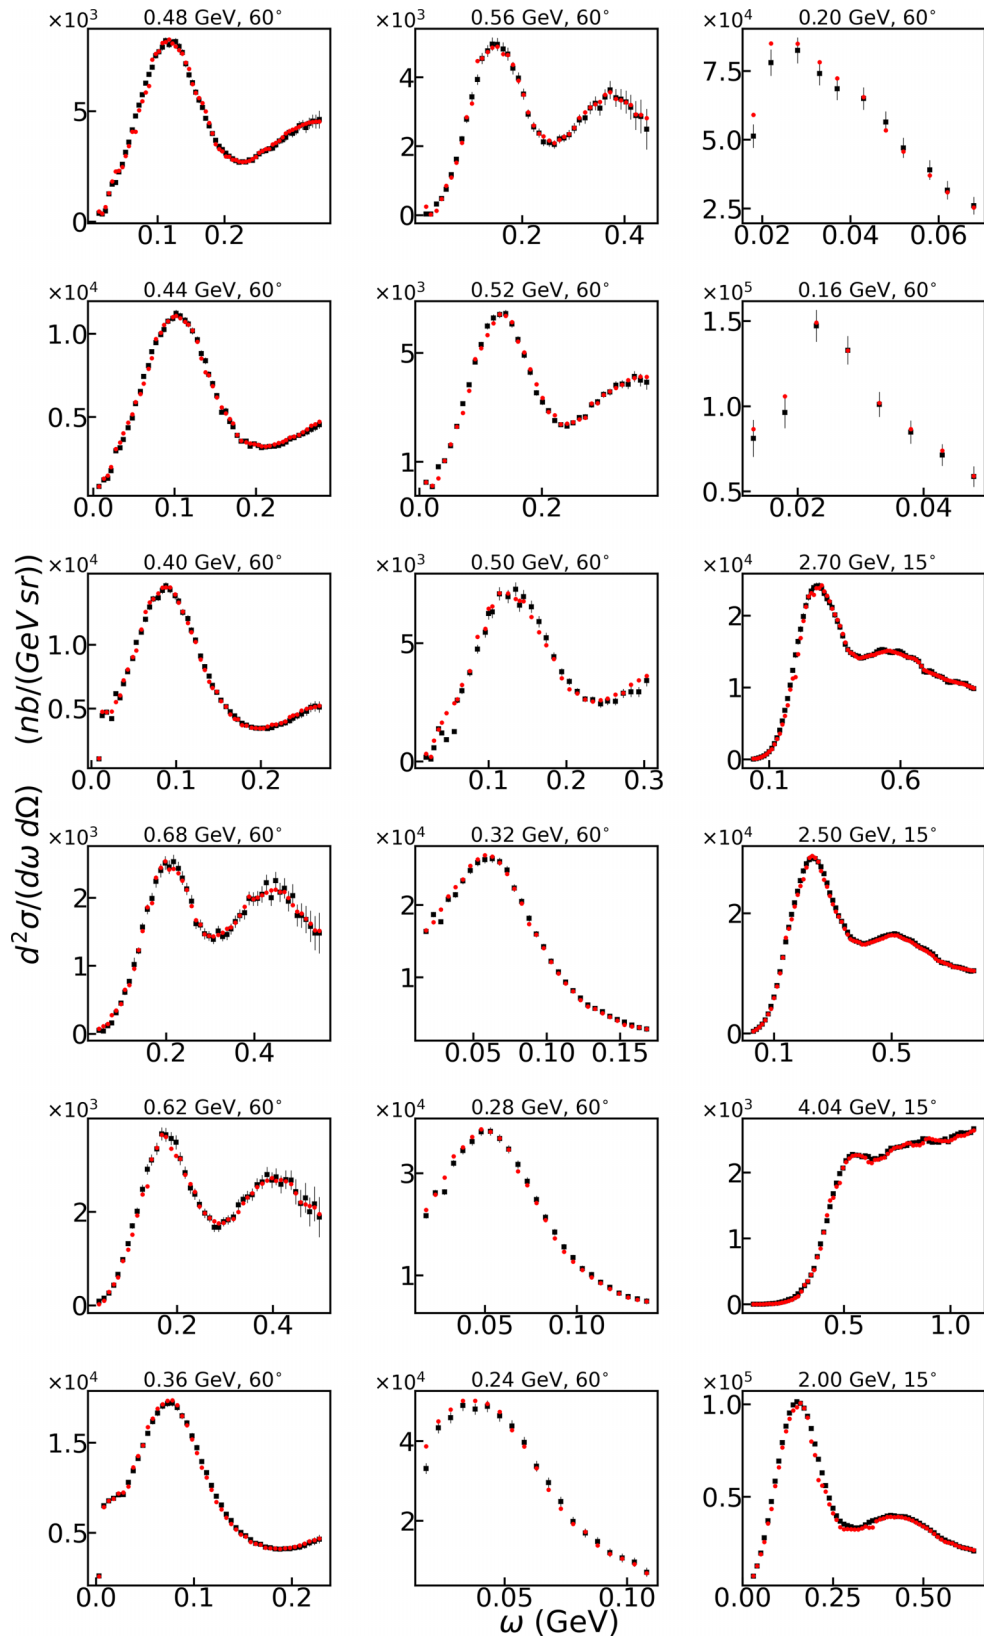 ×10³ 0.48 GeV, 60°
5
0
0.1 0.2
0.56 GeV, 60°
×10³
4
2
0
0.2 0.4
×10⁴ 0.20 GeV, 60°
7.5
5.0
2.5
0.02 0.04 0.06
×10⁴ 0.44 GeV, 60°
1.0
0.5
0.0 0.1 0.2
×10³ 0.52 GeV, 60°
5
1
0.2
×10⁵ 0.16 GeV, 60°
1.5
1.0
0.5
0.02 0.04
×10⁴ 0.40 GeV, 60°
1.0
0.5
0.0 0.1 0.2
×10³ 0.50 GeV, 60°
5
0
0.1 0.2 0.3
×10⁴ 2.70 GeV, 15°
2
1
0
0.1 0.6
d²σ/(dω dΩ) (nb/(GeV sr))
×10³ 0.68 GeV, 60°
2
1
0
0.2 0.4
×10⁴ 0.32 GeV, 60°
2
1
0.05 0.10 0.15
×10⁴ 2.50 GeV, 15°
2
0
0.1 0.5
×10³ 0.62 GeV, 60°
2
0
0.2 0.4
×10⁴ 0.28 GeV, 60°
3
1
0.05 0.10
×10³ 4.04 GeV, 15°
2
1
0
0.5 1.0
×10⁴ 0.36 GeV, 60°
1.5
0.5
0.0 0.1 0.2
×10⁴ 0.24 GeV, 60°
4
2
0.05 0.10
×10⁵ 2.00 GeV, 15°
1.0
0.5
0.00 0.25 0.50
ω (GeV)